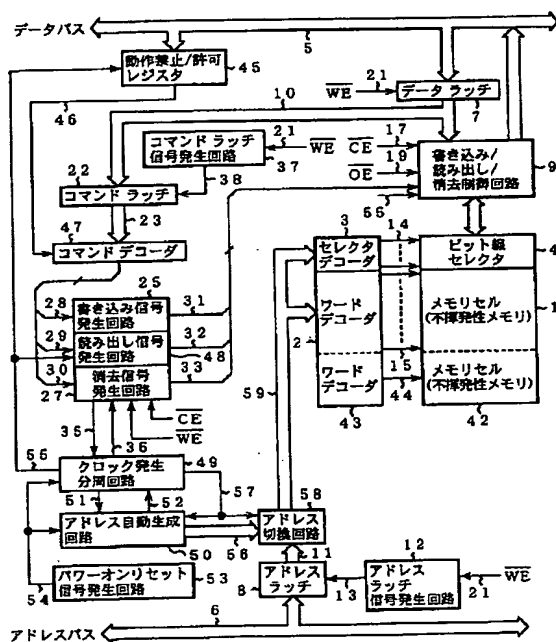 データバス
5
動作禁止/許可
レジスタ
45
46
10
WE
21
データ ラッチ
7
コマンド ラッチ
信号発生回路
21
WE
37
38
CE
17
OE
19
55
書き込み/
読み出し/
消去制御回路
9
22
コマンド ラッチ
23
47
コマンド デコーダ
3
セレクタ
デコーダ
14
ビット線
セレクタ
4
25
28
書き込み信号
発生回路
31
29
読み出し信号
発生回路
32
48
30
消去信号
発生回路
33
27
CE
WE
35
36
ワード
デコーダ
2
メモリセル
(不揮発性メモリ)
1
15
ワード
デコーダ
43
44
メモリセル
(不揮発性メモリ)
42
59
55
クロック発生
分周回路
49
51
52
57
58
アドレス自動生成
回路
50
56
アドレス
切換回路
11
54
パワーオンリセット
信号発生回路
53
8
アドレス
ラッチ
13
12
アドレス
ラッチ
信号発生回路
21
WE
6
アドレスバス